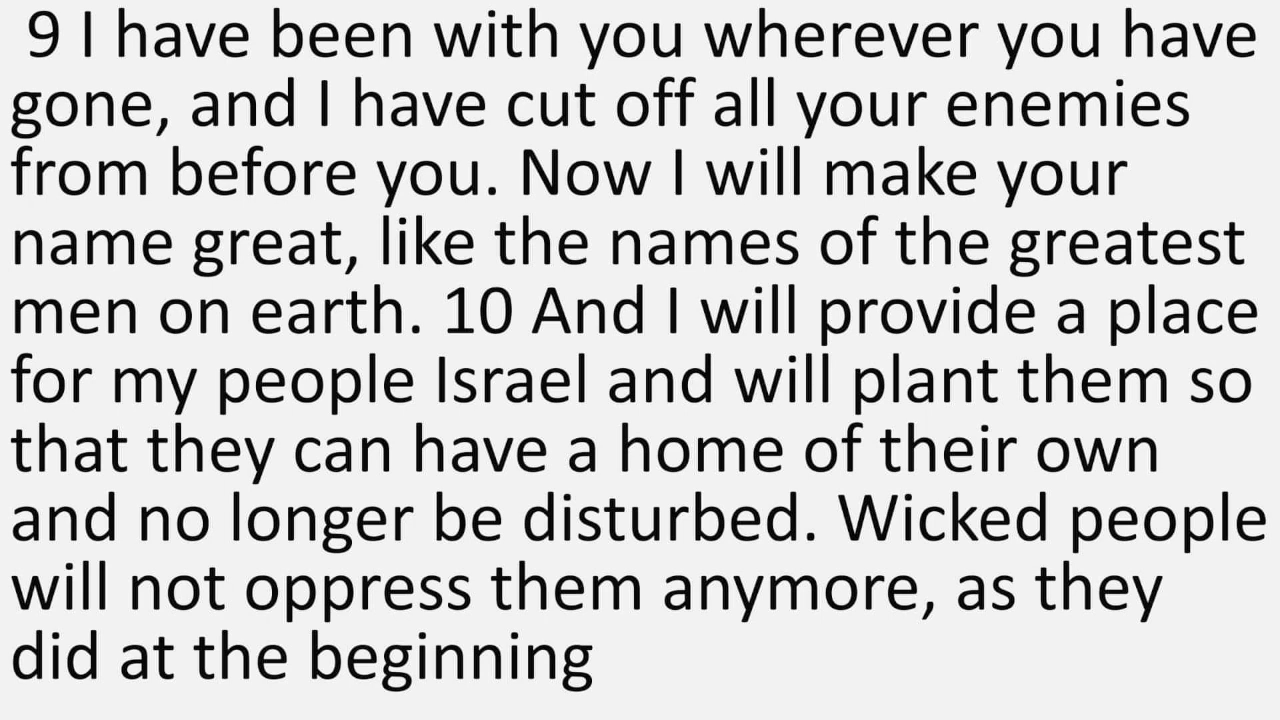 9 I have been with you wherever you have
gone, and I have cut off all your enemies
from before you. Now I will make your
name great, like the names of the greatest
men on earth. 10 And I will provide a place
for my people Israel and will plant them so
that they can have a home of their own
and no longer be disturbed. Wicked people
will not oppress them anymore, as they
did at the beginning